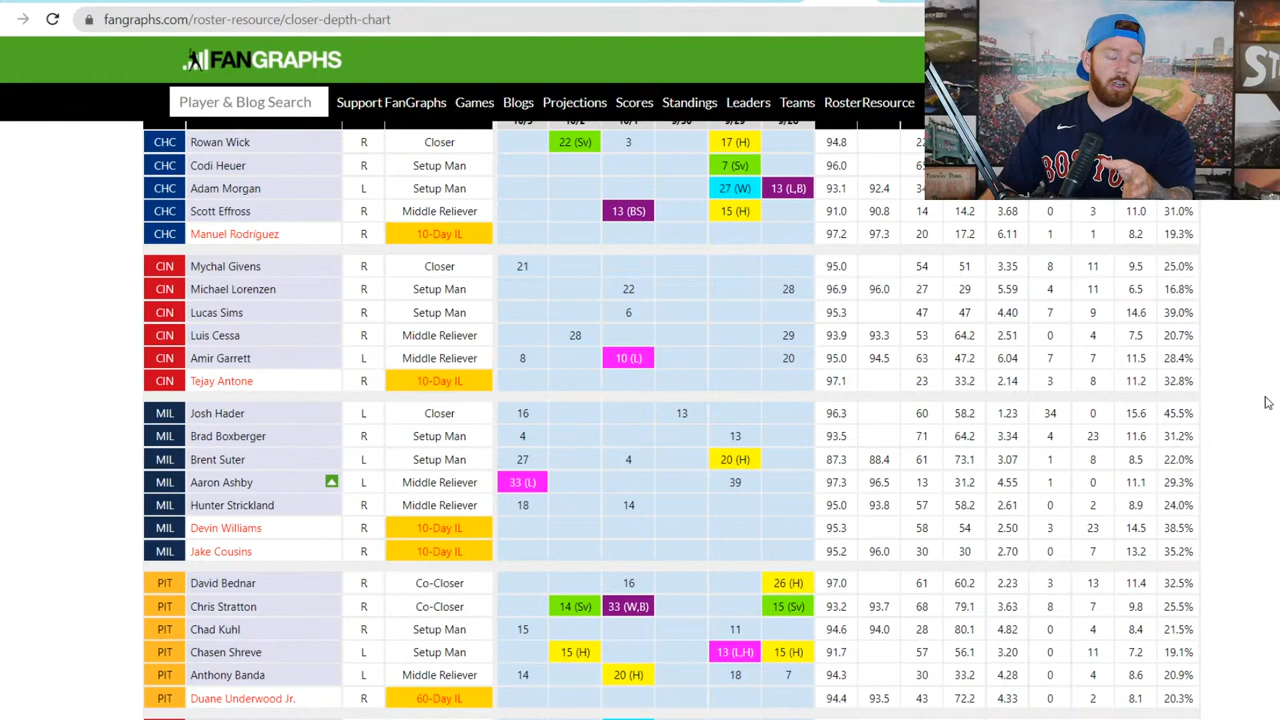 fangraphs.com/roster-resource/closer-depth-chart
FANGRAPHS
Player & Blog Search Support FanGraphs Games Blogs Projections Scores Standings Leaders Teams RosterResource
CHC Rowan Wick R Closer 22 (Sv) 3 17 (H) 94.8
CHC Codi Heuer R Setup Man 7 (Sv) 96.0
CHC Adam Morgan L Setup Man 27 (W) 13 (L,B) 93.1 92.4
CHC Scott Effross R Middle Reliever 13 (BS) 15 (H) 91.0 90.8 14 14.2 3.68 0 3 11.0 31.0%
CHC Manuel Rodríguez R 10-Day IL 97.2 97.3 20 17.2 6.11 1 1 8.2 19.3%
CIN Mychal Givens R Closer 21 95.0 54 51 3.35 8 11 9.5 25.0%
CIN Michael Lorenzen R Setup Man 22 28 96.9 96.0 27 29 5.59 4 11 6.5 16.8%
CIN Lucas Sims R Setup Man 6 95.3 47 47 4.40 7 9 14.6 39.0%
CIN Luis Cessa R Middle Reliever 28 29 93.9 93.3 53 64.2 2.51 0 4 7.5 20.7%
CIN Amir Garrett L Middle Reliever 8 10 (L) 20 95.0 94.5 63 47.2 6.04 7 7 11.5 28.4%
CIN Tejay Antone R 10-Day IL 97.1 23 33.2 2.14 3 8 11.2 32.8%
MIL Josh Hader L Closer 16 13 96.3 60 58.2 1.23 34 0 15.6 45.5%
MIL Brad Boxberger R Setup Man 4 13 93.5 71 64.2 3.34 4 23 11.6 31.2%
MIL Brent Suter L Setup Man 27 4 20 (H) 87.3 88.4 61 73.1 3.07 1 8 8.5 22.0%
MIL Aaron Ashby L Middle Reliever 33 (L) 39 97.3 96.5 13 31.2 4.55 1 0 11.1 29.3%
MIL Hunter Strickland R Middle Reliever 18 14 95.0 93.8 57 58.2 2.61 0 2 8.9 24.0%
MIL Devin Williams R 10-Day IL 95.3 58 54 2.50 3 23 14.5 38.5%
MIL Jake Cousins R 10-Day IL 95.2 96.0 30 30 2.70 0 7 13.2 35.2%
PIT David Bednar R Co-Closer 16 26 (H) 97.0 61 60.2 2.23 3 13 11.4 32.5%
PIT Chris Stratton R Co-Closer 14 (Sv) 33 (W,B) 15 (Sv) 93.2 93.7 68 79.1 3.63 8 7 9.8 25.5%
PIT Chad Kuhl R Setup Man 15 11 94.6 94.0 28 80.1 4.82 0 4 8.4 21.5%
PIT Chasen Shreve L Setup Man 15 (H) 13 (L,H) 15 (H) 91.7 57 56.1 3.20 0 11 7.2 19.1%
PIT Anthony Banda L Middle Reliever 14 20 (H) 18 7 94.3 30 33.2 4.28 0 4 8.6 20.9%
PIT Duane Underwood Jr. R 60-Day IL 94.4 93.5 43 72.2 4.33 0 2 8.1 20.3%
BOSTON